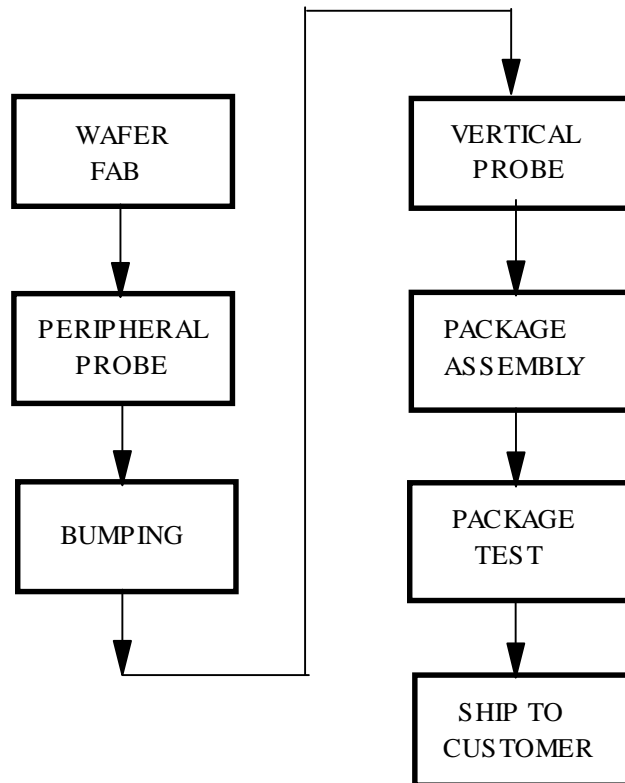 WAFER
FAB
PERIPHERAL
PROBE
BUMPING
VERTICAL
PROBE
PACKAGE
ASSEMBLY
PACKAGE
TEST
SHIP TO
CUSTOMER